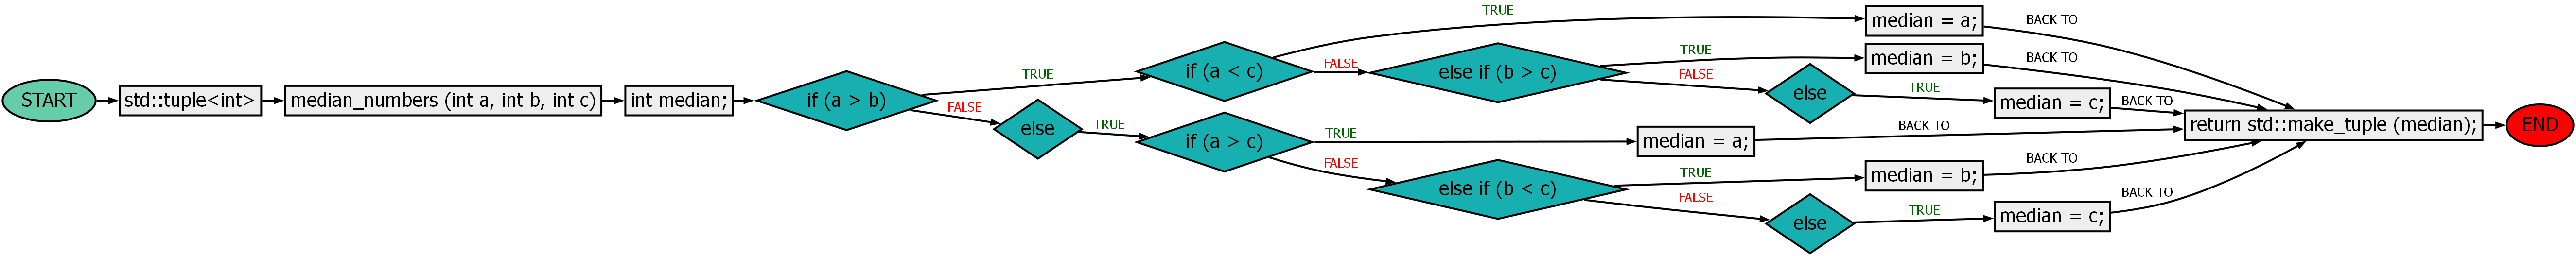 START
std::tuple<int>
median_numbers (int a, int b, int c)
int median;
if (a > b)
TRUE
if (a < c)
TRUE
median = a;
BACK TO
FALSE
else if (b > c)
TRUE
median = b;
BACK TO
FALSE
else
TRUE
median = c;
BACK TO
FALSE
else
TRUE
if (a > c)
TRUE
median = a;
BACK TO
FALSE
else if (b < c)
TRUE
median = b;
BACK TO
FALSE
else
TRUE
median = c;
BACK TO
return std::make_tuple (median);
END